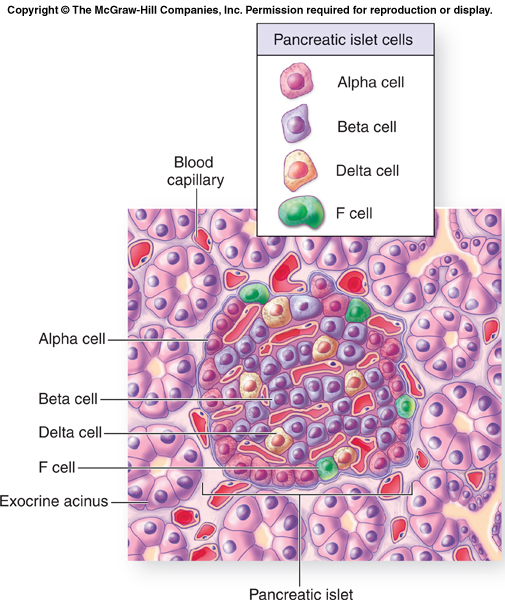 Copyright © The McGraw-Hill Companies, Inc. Permission required for reproduction or display.
Pancreatic islet cells
Alpha cell
Beta cell
Delta cell
F cell
Blood
capillary
Alpha cell
Beta cell
Delta cell
F cell
Exocrine acinus
Pancreatic islet